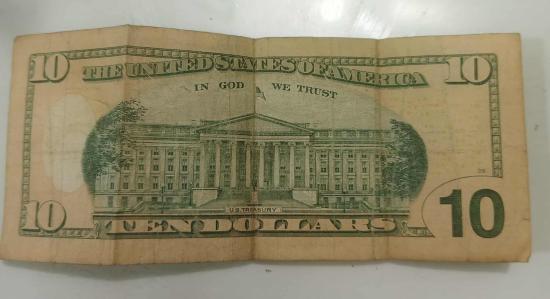 10 THE UNITED STATES OF AMERICA 10
IN GOD WE TRUST
U.S. TREASURY
10 TEN DOLLARS 10